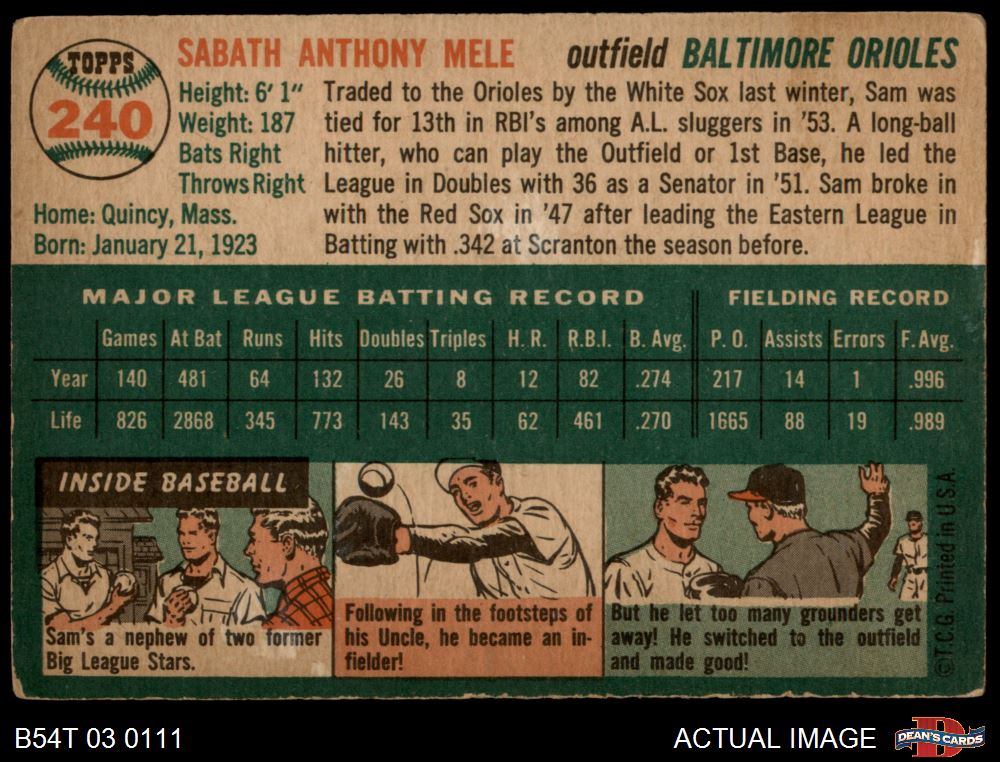 TOPPS
240
SABATH ANTHONY MELE outfield BALTIMORE ORIOLES
Height: 6' 1"
Weight: 187
Bats Right
Throws Right
Home: Quincy, Mass.
Born: January 21, 1923
Traded to the Orioles by the White Sox last winter, Sam was
tied for 13th in RBI's among A.L. sluggers in '53. A long-ball
hitter, who can play the Outfield or 1st Base, he led the
League in Doubles with 36 as a Senator in '51. Sam broke in
with the Red Sox in '47 after leading the Eastern League in
Batting with .342 at Scranton the season before.
MAJOR LEAGUE BATTING RECORD FIELDING RECORD
Games At Bat Runs Hits Doubles Triples H. R. R.B.I. B. Avg. P. O. Assists Errors F. Avg.
Year 140 481 64 132 26 8 12 82 .274 217 14 1 .996
Life 826 2868 345 773 143 35 62 461 .270 1665 88 19 .989
INSIDE BASEBALL
Sam's a nephew of two former
Big League Stars.
Following in the footsteps of
his Uncle, he became an in-
fielder!
But he let too many grounders get
away! He switched to the outfield
and made good!
©T.C.G. Printed in U.S.A.
B54T 03 0111
ACTUAL IMAGE
D
DEAN'S CARDS